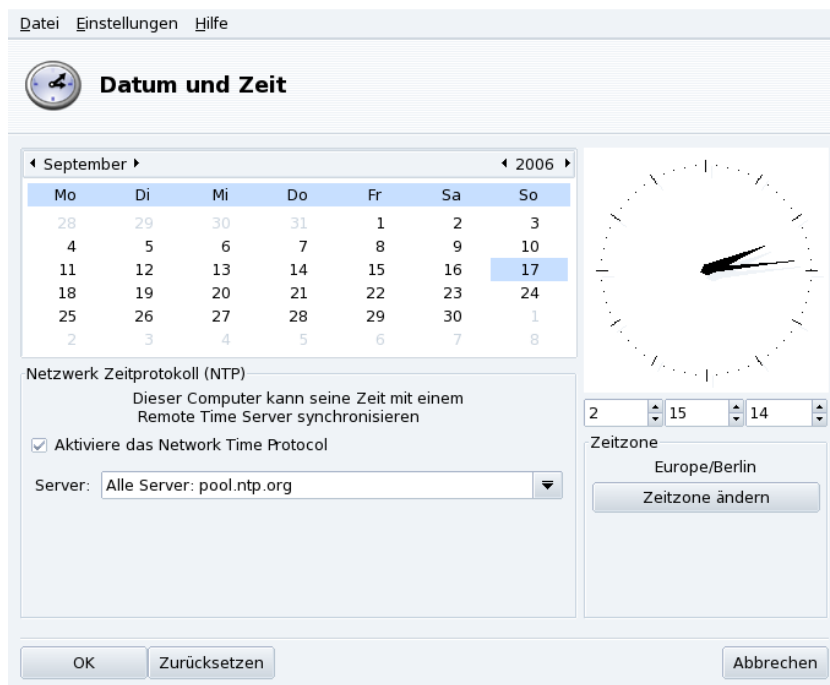 Datei Einstellungen Hilfe
Datum und Zeit
September 2006
Mo Di Mi Do Fr Sa So
28 29 30 31 1 2 3
4 5 6 7 8 9 10
11 12 13 14 15 16 17
18 19 20 21 22 23 24
25 26 27 28 29 30 1
2 3 4 5 6 7 8
Netzwerk Zeitprotokoll (NTP)
Dieser Computer kann seine Zeit mit einem
Remote Time Server synchronisieren
Aktiviere das Network Time Protocol
Server: Alle Server: pool.ntp.org
2 15 14
Zeitzone
Europe/Berlin
Zeitzone ändern
OK Zurücksetzen Abbrechen